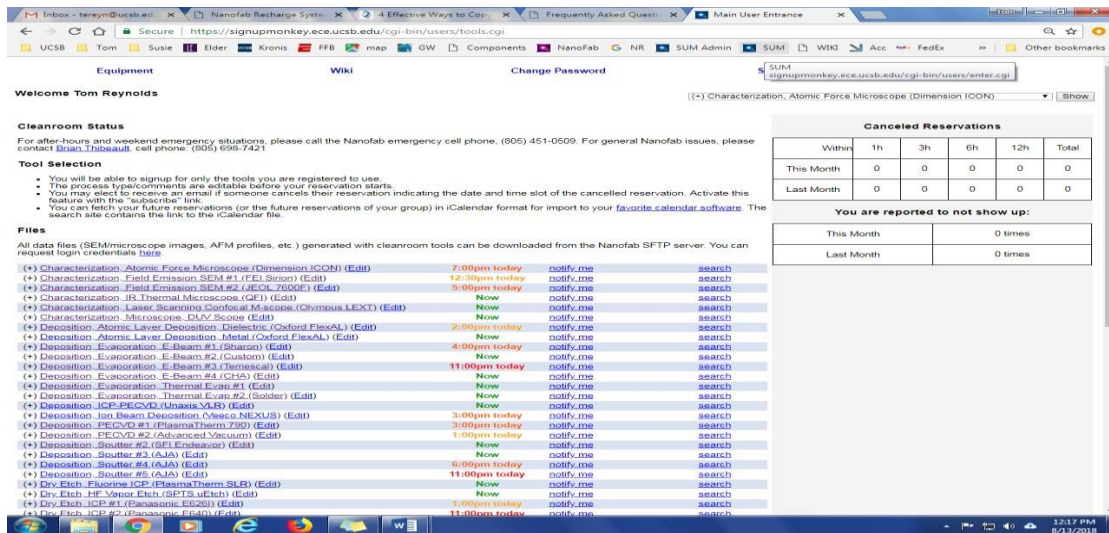 Inbox - tereyn@ucsb.ed
Nanofab Recharge Syste
4 Effective Ways to Copy
Frequently Asked Questi
Main User Entrance
Tom
Secure | https://signupmonkey.ece.ucsb.edu/cgi-bin/users/tools.cgi
UCSB Tom Susie Elder Kronis FFB map GW Components NanoFab NR SUM Admin SUM WIKI Acc FedEx » Other bookmarks
SUM
signupmonkey.ece.ucsb.edu/cgi-bin/users/enter.cgi
Equipment Wiki Change Password S
Welcome Tom Reynolds
(+) Characterization, Atomic Force Microscope (Dimension ICON) Show
Cleanroom Status
For after-hours and weekend emergency situations, please call the Nanofab emergency cell phone, (805) 451-0509. For general Nanofab issues, please
contact Brian Thibeault, cell phone: (805) 698-7421
Tool Selection
• You will be able to signup for only the tools you are registered to use.
• The process type/comments are editable before your reservation starts.
• You may elect to receive an email if someone cancels their reservation indicating the date and time slot of the cancelled reservation. Activate this
feature with the "subscribe" link.
• You can fetch your future reservations (or the future reservations of your group) in iCalendar format for import to your favorite calendar software. The
search site contains the link to the iCalendar file.
Files
All data files (SEM/microscope images, AFM profiles, etc.) generated with cleanroom tools can be downloaded from the Nanofab SFTP server. You can
request login credentials here.
(+) Characterization, Atomic Force Microscope (Dimension ICON) (Edit) 7:00pm today notify me search
(+) Characterization, Field Emission SEM #1 (FEI Sirion) (Edit) 12:30pm today notify me search
(+) Characterization, Field Emission SEM #2 (JEOL 7600F) (Edit) 5:00pm today notify me search
(+) Characterization, IR Thermal Microscope (QFI) (Edit) Now notify me search
(+) Characterization, Laser Scanning Confocal M-scope (Olympus LEXT) (Edit) Now notify me search
(+) Characterization, Microscope, DUV Scope (Edit) Now notify me search
(+) Deposition, Atomic Layer Deposition, Dielectric (Oxford FlexAL) (Edit) 2:00pm today notify me search
(+) Deposition, Atomic Layer Deposition, Metal (Oxford FlexAL) (Edit) Now notify me search
(+) Deposition, Evaporation, E-Beam #1 (Sharon) (Edit) 4:00pm today notify me search
(+) Deposition, Evaporation, E-Beam #2 (Custom) (Edit) Now notify me search
(+) Deposition, Evaporation, E-Beam #3 (Temescal) (Edit) 11:00pm today notify me search
(+) Deposition, Evaporation, E-Beam #4 (CHA) (Edit) Now notify me search
(+) Deposition, Evaporation, Thermal Evap #1 (Edit) Now notify me search
(+) Deposition, Evaporation, Thermal Evap #2 (Solder) (Edit) Now notify me search
(+) Deposition, ICP-PECVD (Unaxis VLR) (Edit) Now notify me search
(+) Deposition, Ion Beam Deposition (Veeco NEXUS) (Edit) 3:00pm today notify me search
(+) Deposition, PECVD #1 (PlasmaTherm 790) (Edit) 3:00pm today notify me search
(+) Deposition, PECVD #2 (Advanced Vacuum) (Edit) 1:00pm today notify me search
(+) Deposition, Sputter #2 (SFI Endeavor) (Edit) Now notify me search
(+) Deposition, Sputter #3 (AJA) (Edit) Now notify me search
(+) Deposition, Sputter #4 (AJA) (Edit) 6:00pm today notify me search
(+) Deposition, Sputter #5 (AJA) (Edit) 11:00pm today notify me search
(+) Dry Etch, Fluorine ICP (PlasmaTherm SLR) (Edit) Now notify me search
(+) Dry Etch, HF Vapor Etch (SPTS uEtch) (Edit) Now notify me search
(+) Dry Etch, ICP #1 (Panasonic E626I) (Edit) 1:00pm today notify me search
(+) Dry Etch, ICP #2 (Panasonic E640) (Edit) 11:00pm today notify me search
Canceled Reservations
Within 1h 3h 6h 12h Total
This Month 0 0 0 0 0
Last Month 0 0 0 0 0
You are reported to not show up:
This Month 0 times
Last Month 0 times
12:17 PM
8/13/2018